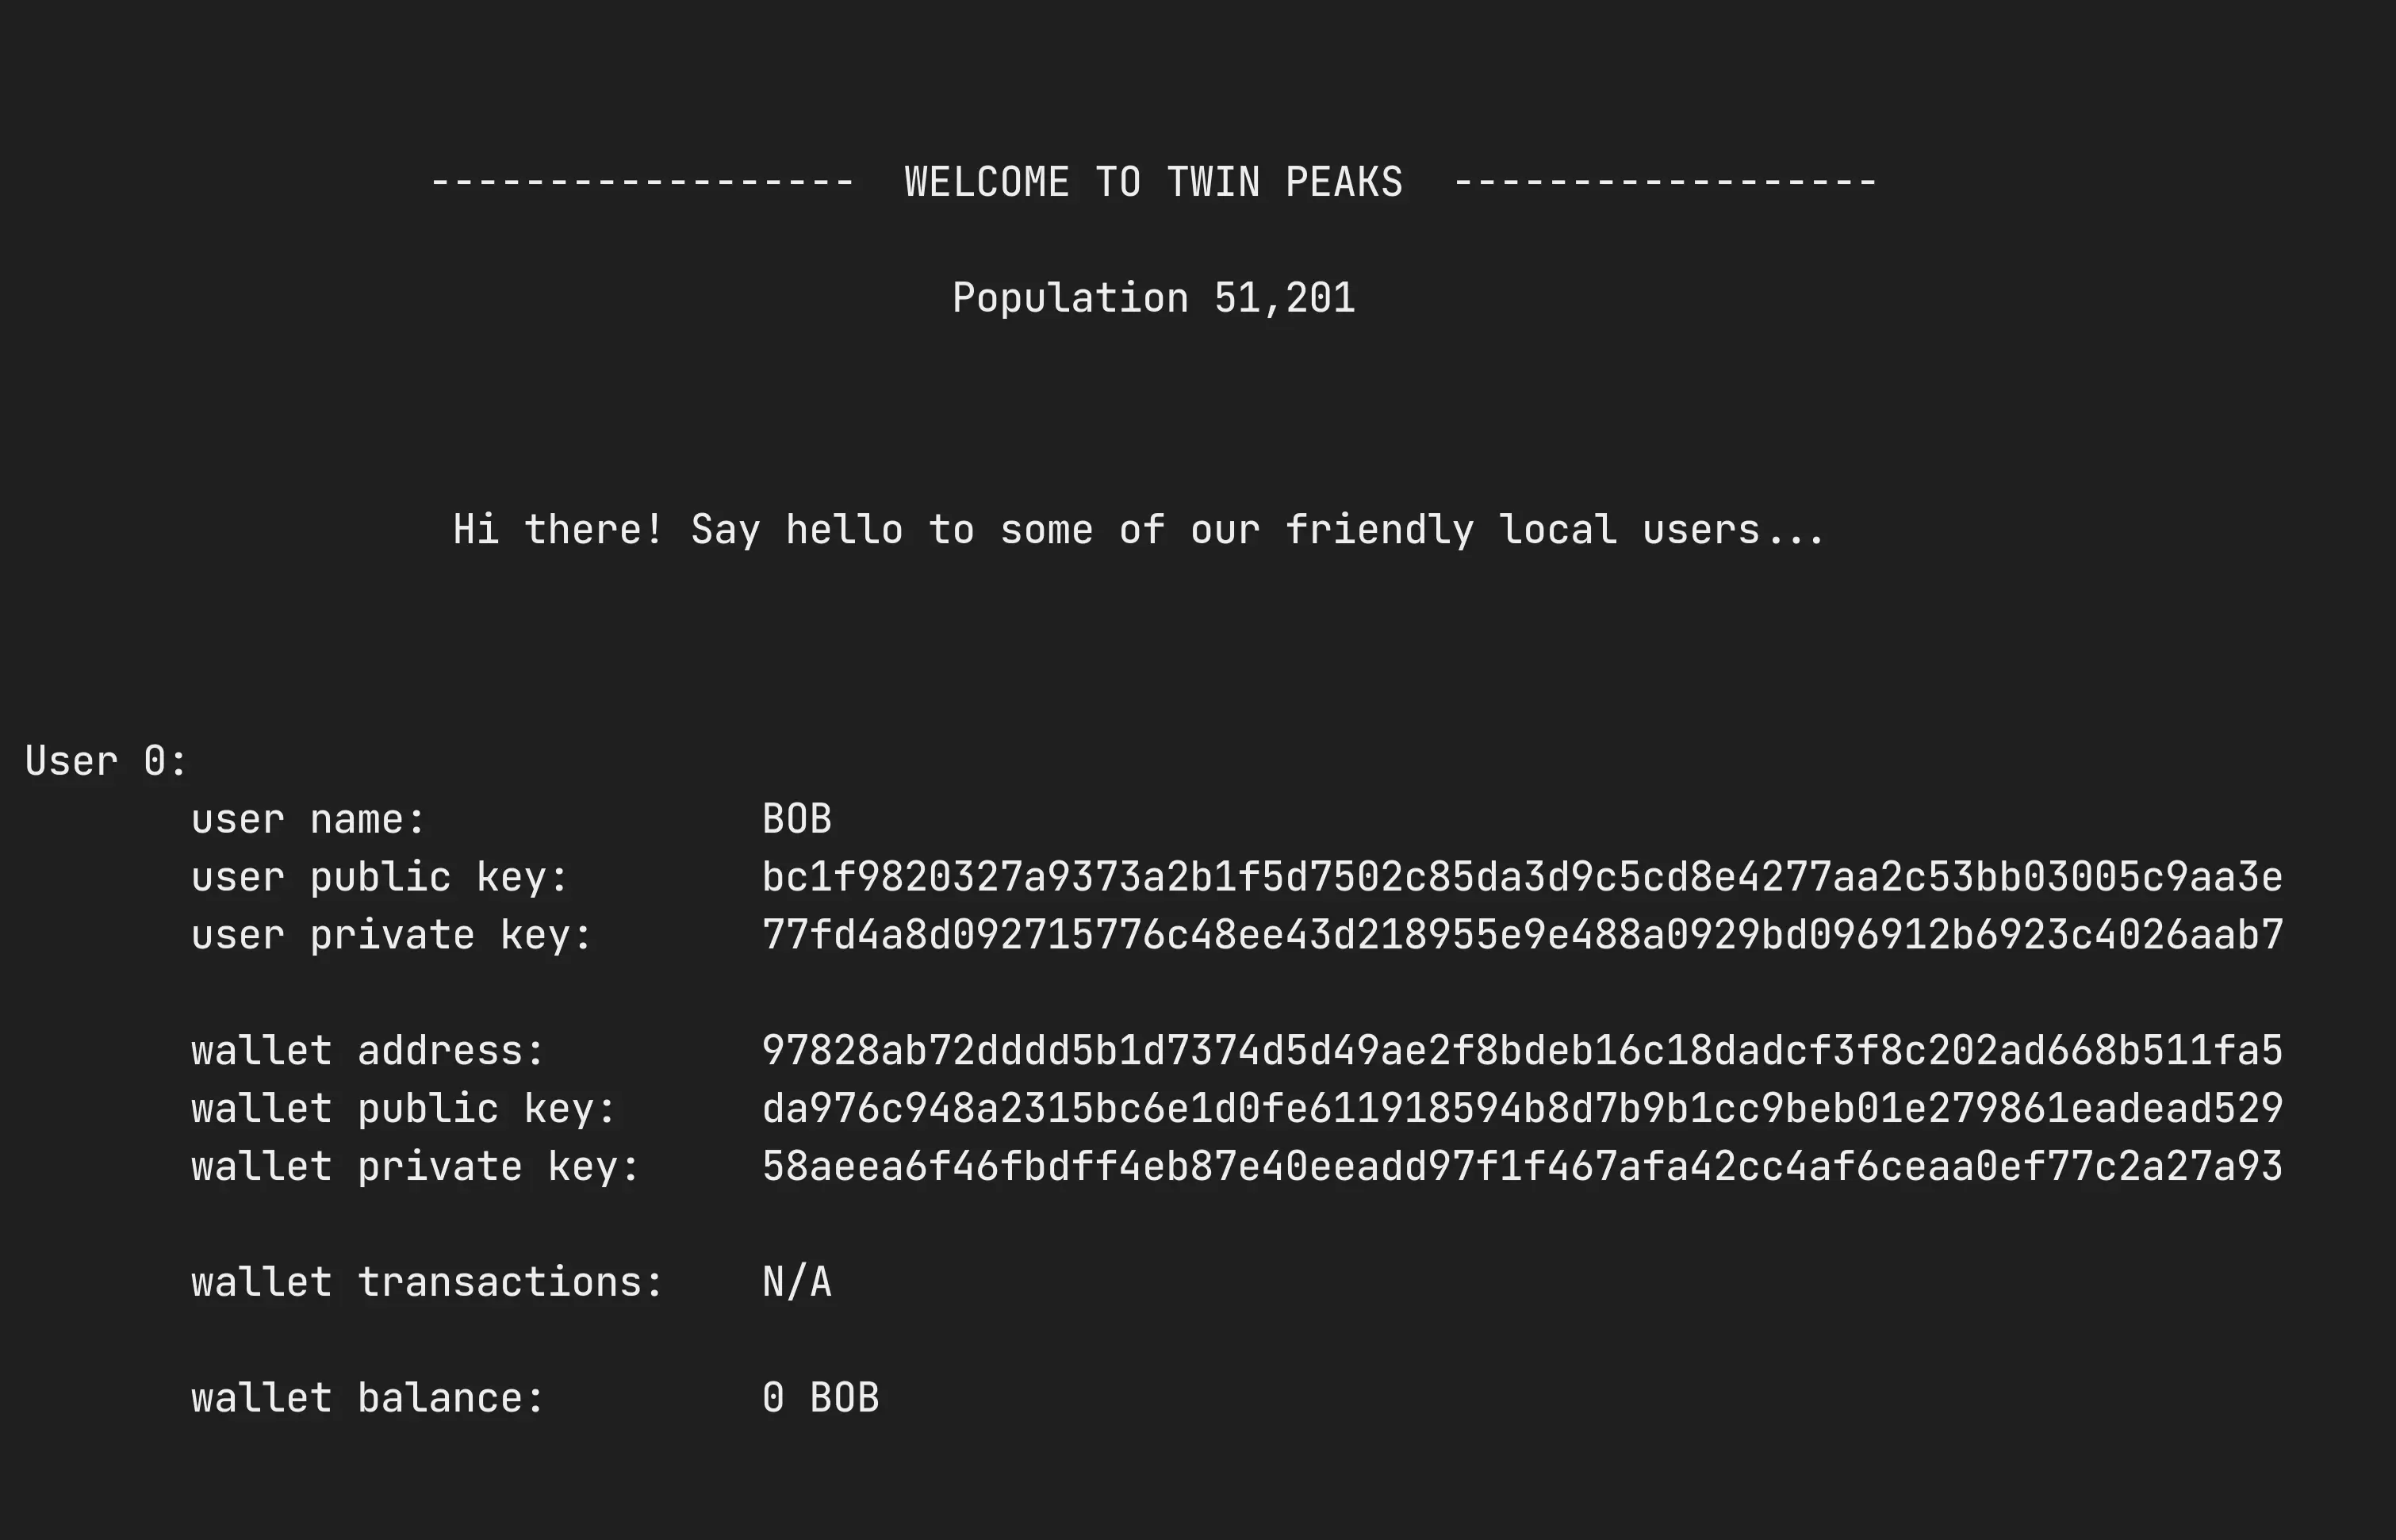 ------------------  WELCOME TO TWIN PEAKS  ------------------
Population 51,201
Hi there! Say hello to some of our friendly local users...
User 0:
user name: BOB
user public key: bc1f9820327a9373a2b1f5d7502c85da3d9c5cd8e4277aa2c53bb03005c9aa3e
user private key: 77fd4a8d092715776c48ee43d218955e9e488a0929bd096912b6923c4026aab7
wallet address: 97828ab72dddd5b1d7374d5d49ae2f8bdeb16c18dadcf3f8c202ad668b511fa5
wallet public key: da976c948a2315bc6e1d0fe611918594b8d7b9b1cc9beb01e279861eadead529
wallet private key: 58aeea6f46fbdff4eb87e40eeadd97f1f467afa42cc4af6ceaa0ef77c2a27a93
wallet transactions: N/A
wallet balance: 0 BOB